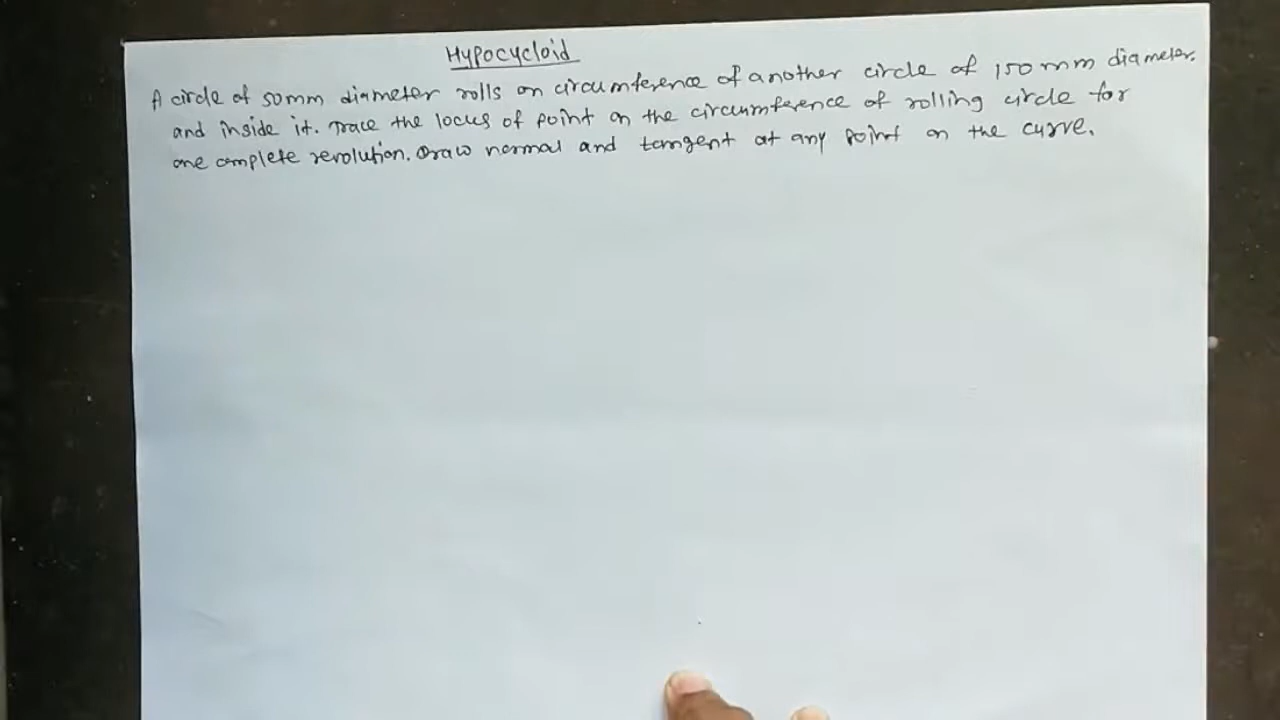 Hypocycloid
A circle of 50mm diameter rolls on circumference of another circle of 150 mm diameter.
and inside it. Trace the locus of point on the circumference of rolling circle for
one complete revolution. Draw normal and tangent at any point on the curve.